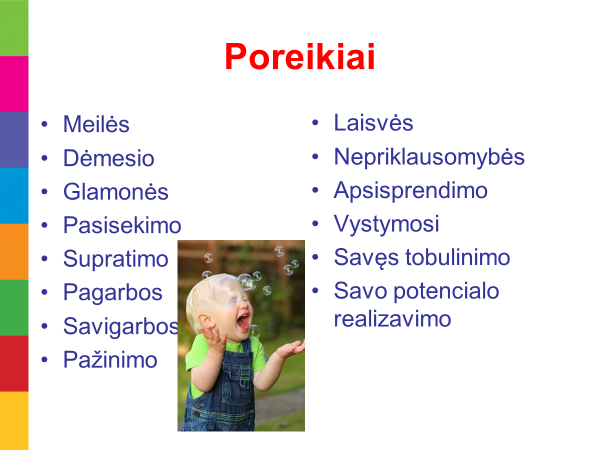 Poreikiai
• Meilės
• Dėmesio
• Glamonės
• Pasisekimo
• Supratimo
• Pagarbos
• Savigarbos
• Pažinimo
• Laisvės
• Nepriklausomybės
• Apsisprendimo
• Vystymosi
• Savęs tobulinimo
• Savo potencialo
realizavimo